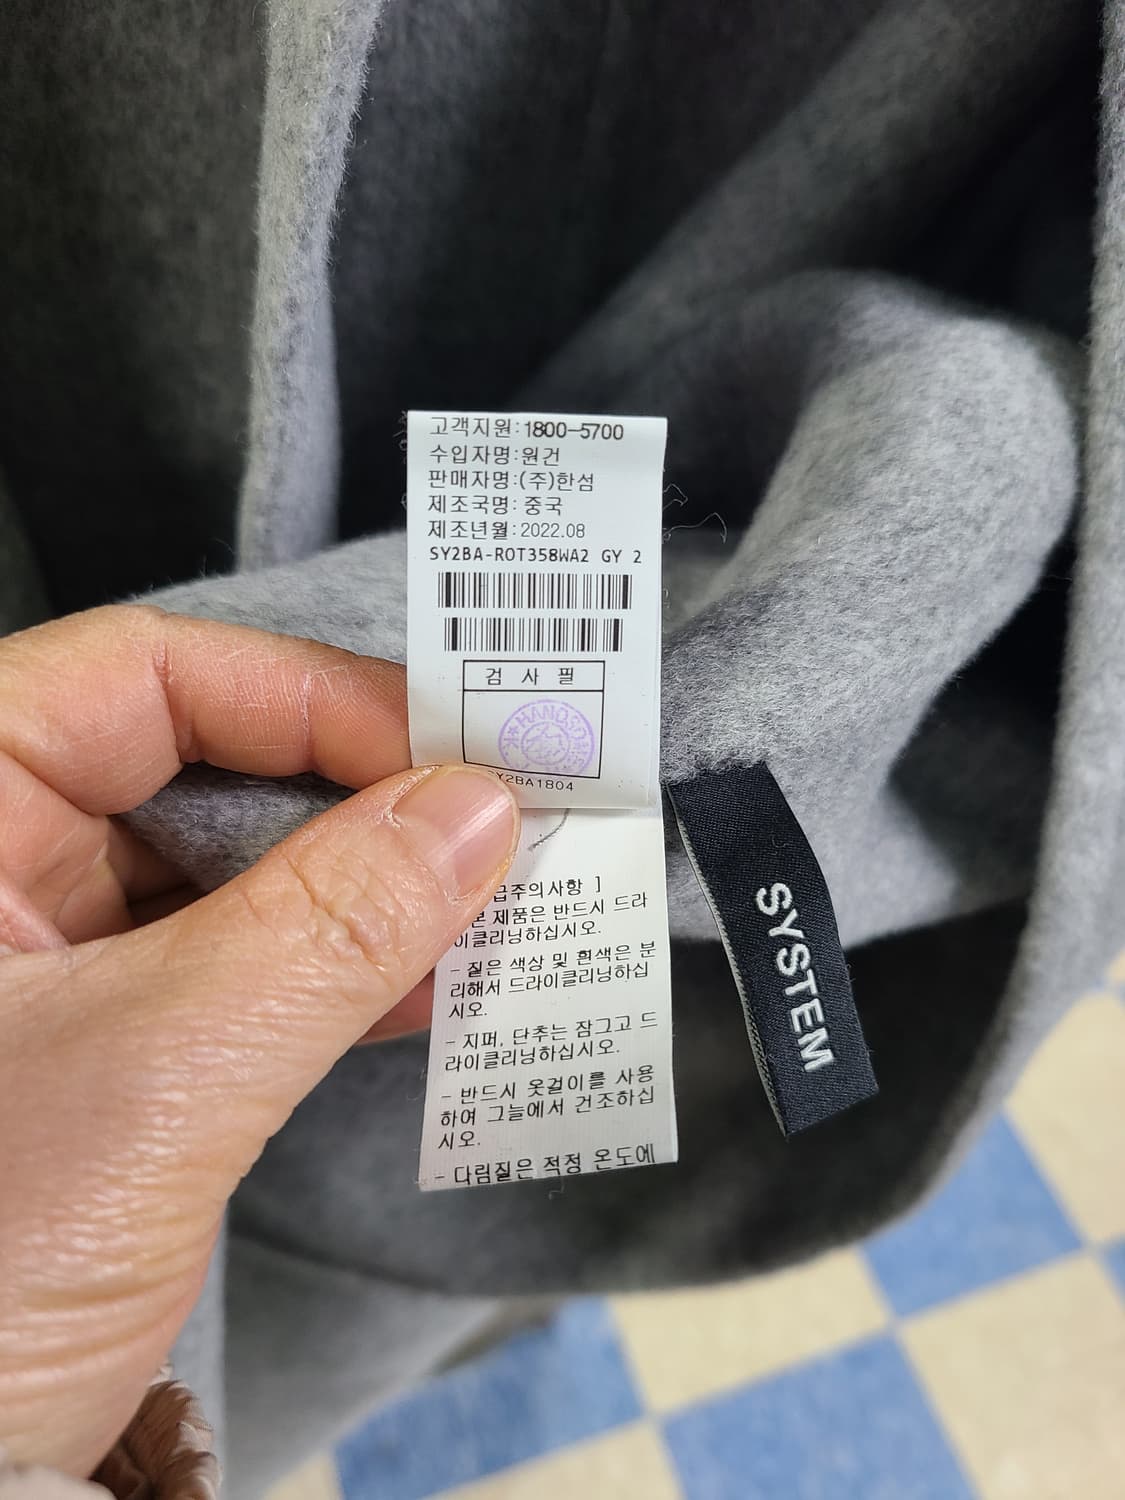 고객지원:1800-5700
수입자명:원건
판매자명:(주)한섬
제조국명: 중국
제조년월:2022.08
SY2BA-ROT358WA2 GY 2
검 사 필
HANDSO
Y2BA1804
급주의사항 ]
본 제품은 반드시 드라
이클리닝하십시오.
- 짙은 색상 및 흰색은 분
리해서 드라이클리닝하십
시오.
- 지퍼, 단추는 잠그고 드
라이클리닝하십시오.
- 반드시 옷걸이를 사용
하여 그늘에서 건조하십
시오.
- 다림질은 적정 온도에
SYSTEM